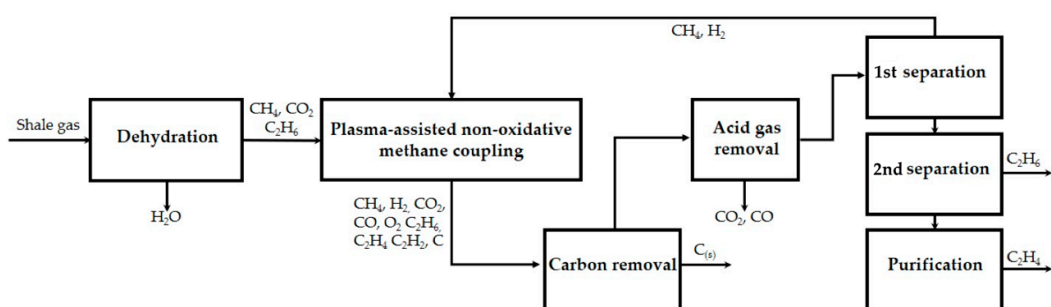 CH₄, H₂
Shale gas
Dehydration
H₂O
CH₄, CO₂
C₂H₆
Plasma-assisted non-oxidative
methane coupling
CH₄, H₂, CO₂,
CO, O₂ C₂H₆,
C₂H₄ C₂H₂, C
Carbon removal
C₍ₛ₎
Acid gas
removal
CO₂, CO
1st separation
2nd separation
C₂H₆
Purification
C₂H₄